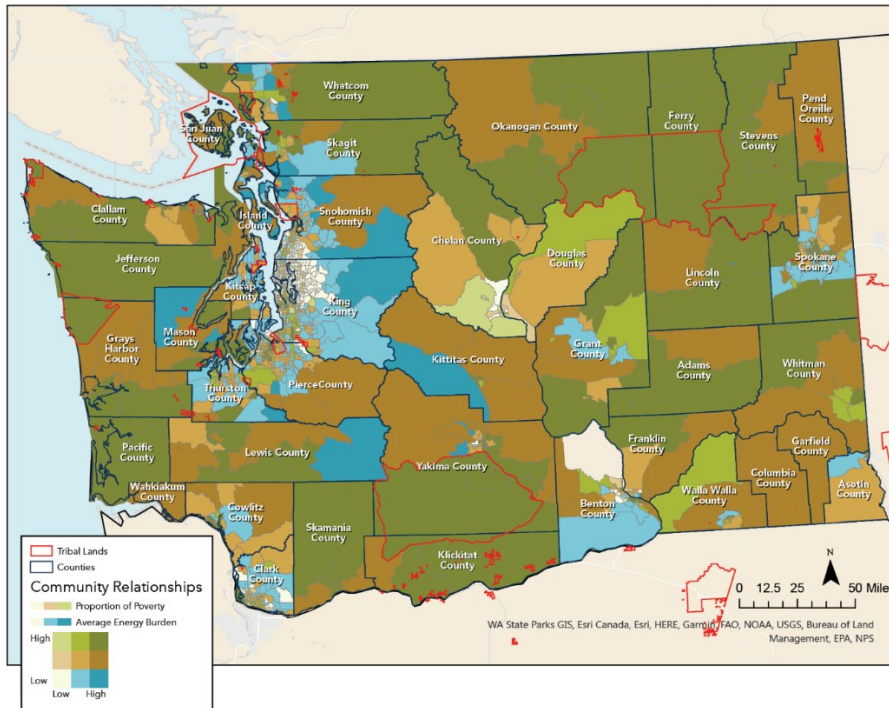 Whatcom
County
San Juan
County
Skagit
County
Okanogan County
Ferry
County
Stevens
County
Pend
Oreille
County
Clallam
County
Island
County
Snohomish
County
Chelan County
Douglas
County
Jefferson
County
Kitsap
County
King
County
Lincoln
County
Spokane
County
Grays
Harbor
County
Mason
County
Kittitas County
Grant
County
Adams
County
Whitman
County
Thurston
County
PierceCounty
Pacific
County
Lewis County
Yakima County
Franklin
County
Garfield
County
Wahkiakum
County
Columbia
County
Walla Walla
County
Asotin
County
Cowlitz
County
Benton
County
Skamania
County
Klickitat
County
Clark
County
Tribal Lands
Counties
Community Relationships
Proportion of Poverty
Average Energy Burden
High
Low
Low
High
N
0 12.5 25 50 Mile
WA State Parks GIS, Esri Canada, Esri, HERE, Garmin, FAO, NOAA, USGS, Bureau of Land
Management, EPA, NPS